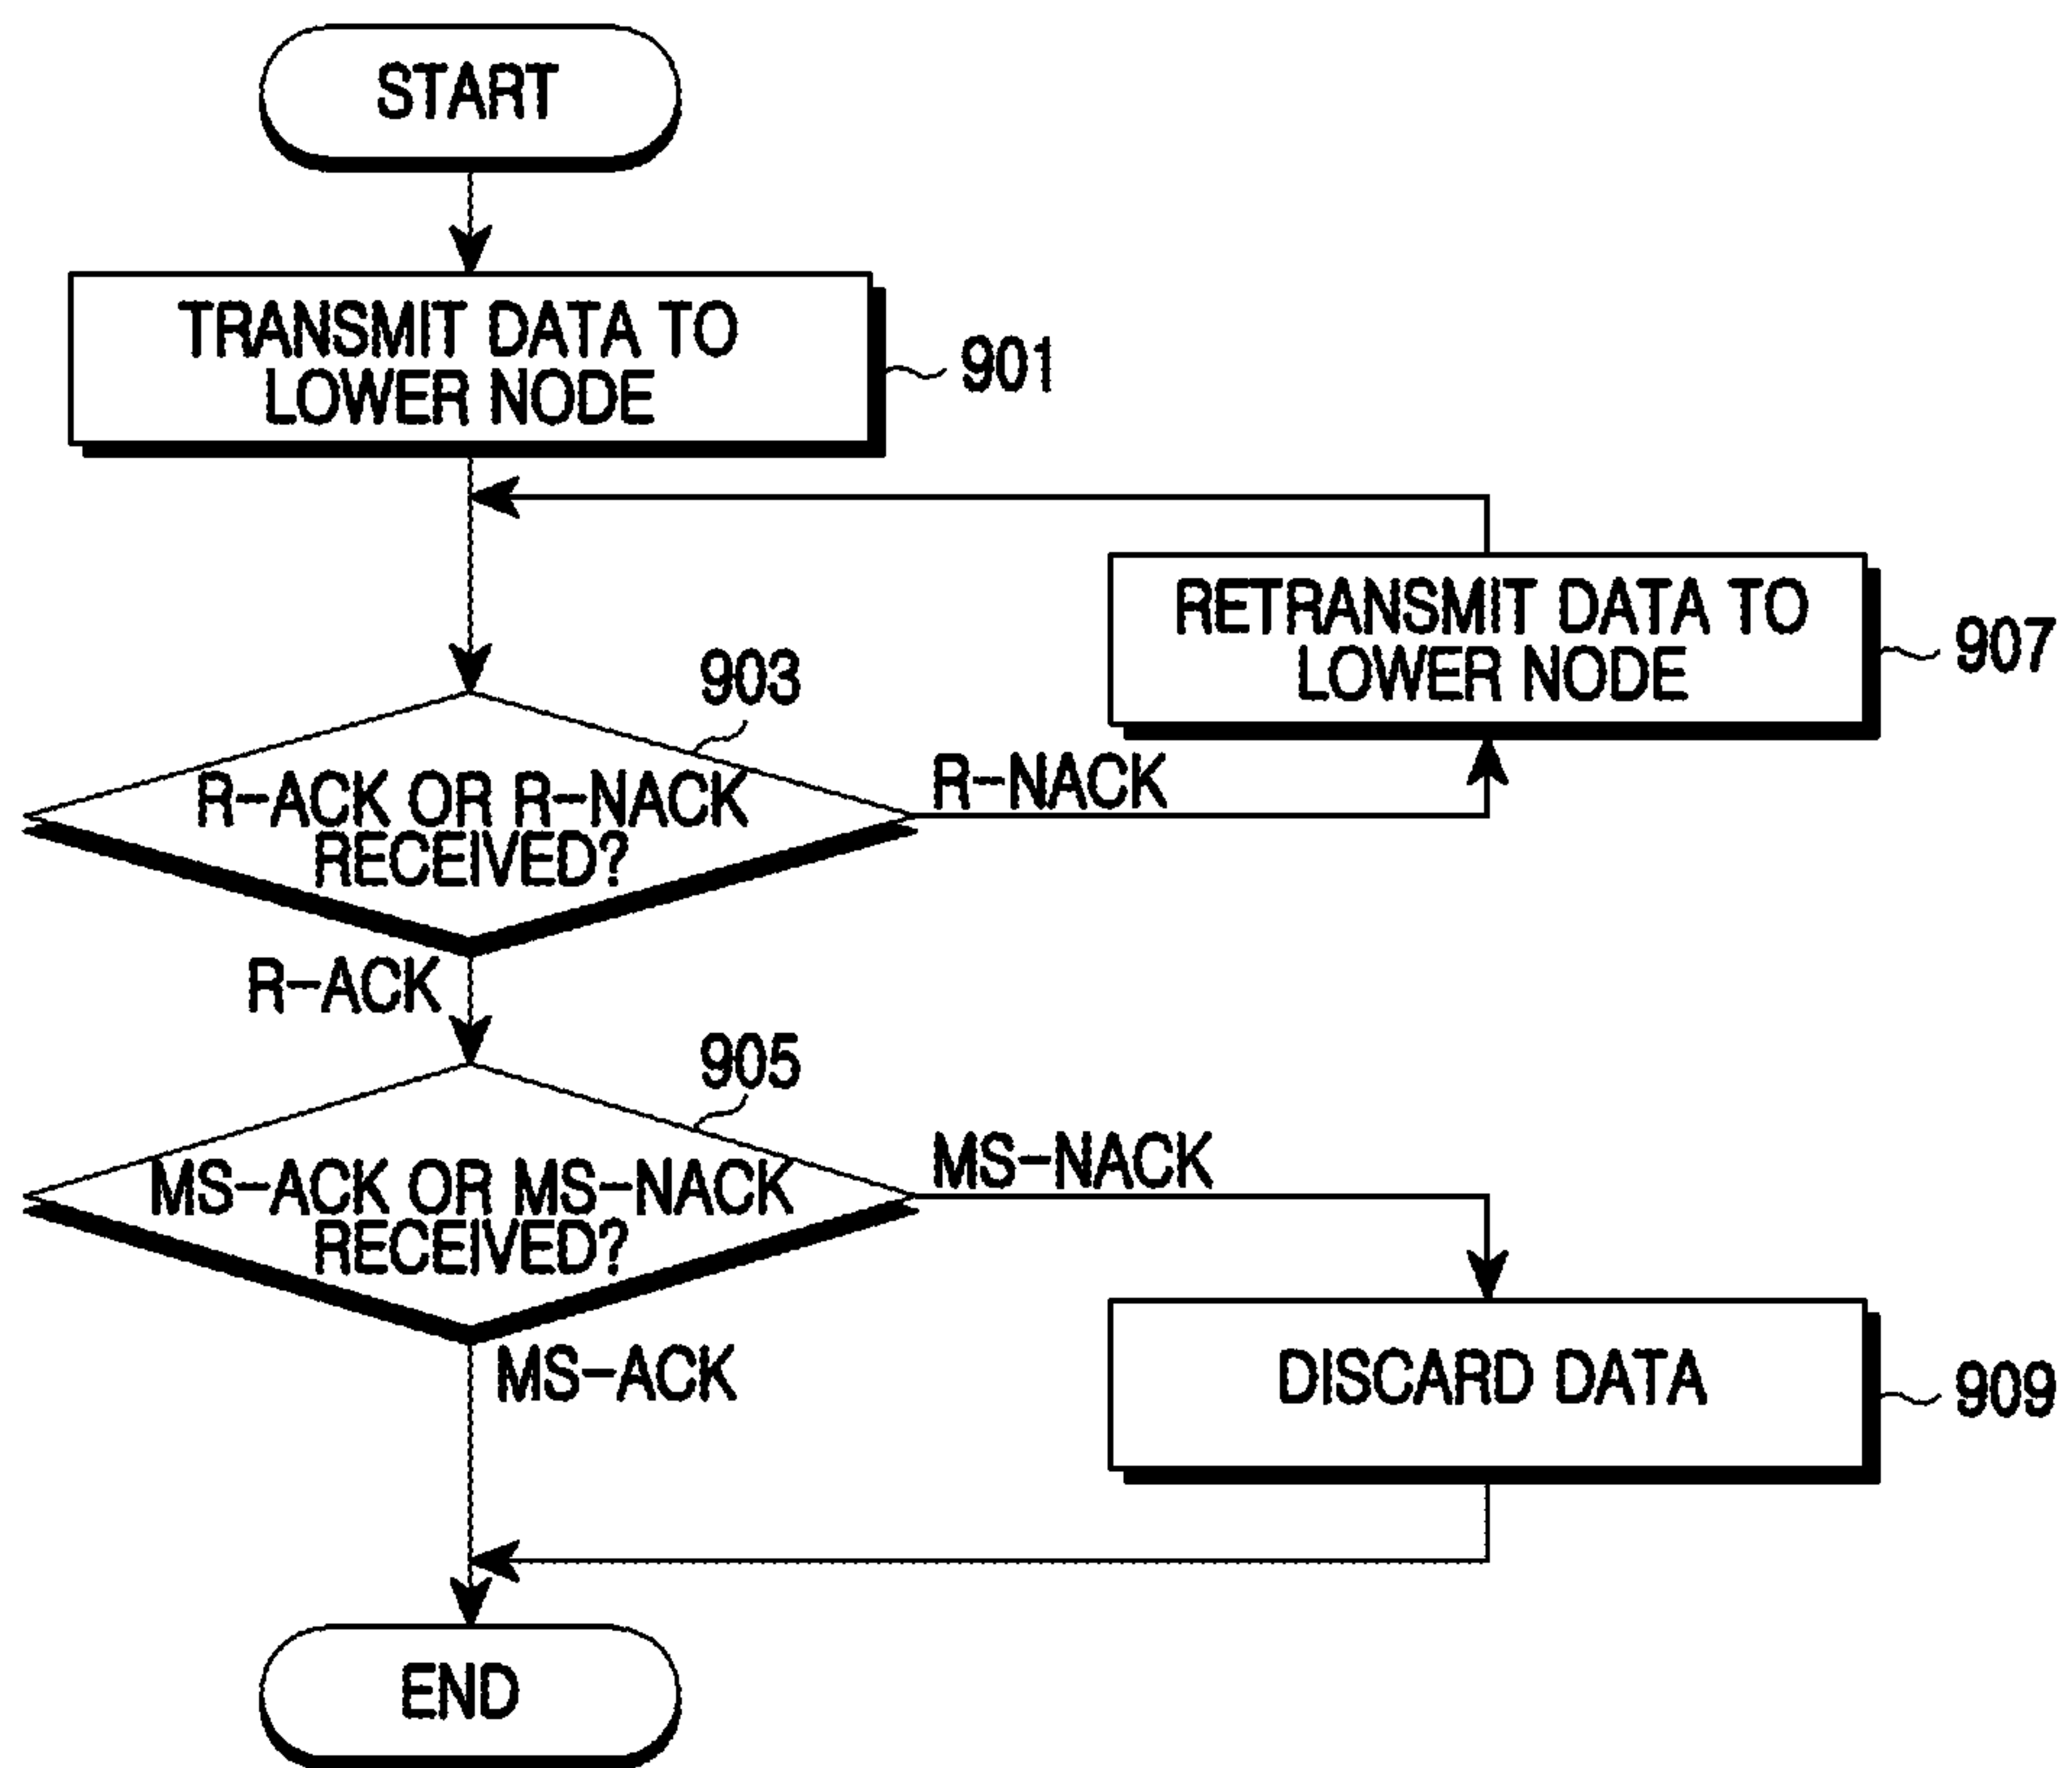 START
TRANSMIT DATA TO
LOWER NODE
901
RETRANSMIT DATA TO
LOWER NODE
907
903
R-ACK OR R-NACK
RECEIVED?
R-NACK
R-ACK
905
MS-ACK OR MS-NACK
RECEIVED?
MS-NACK
MS-ACK
DISCARD DATA
909
END